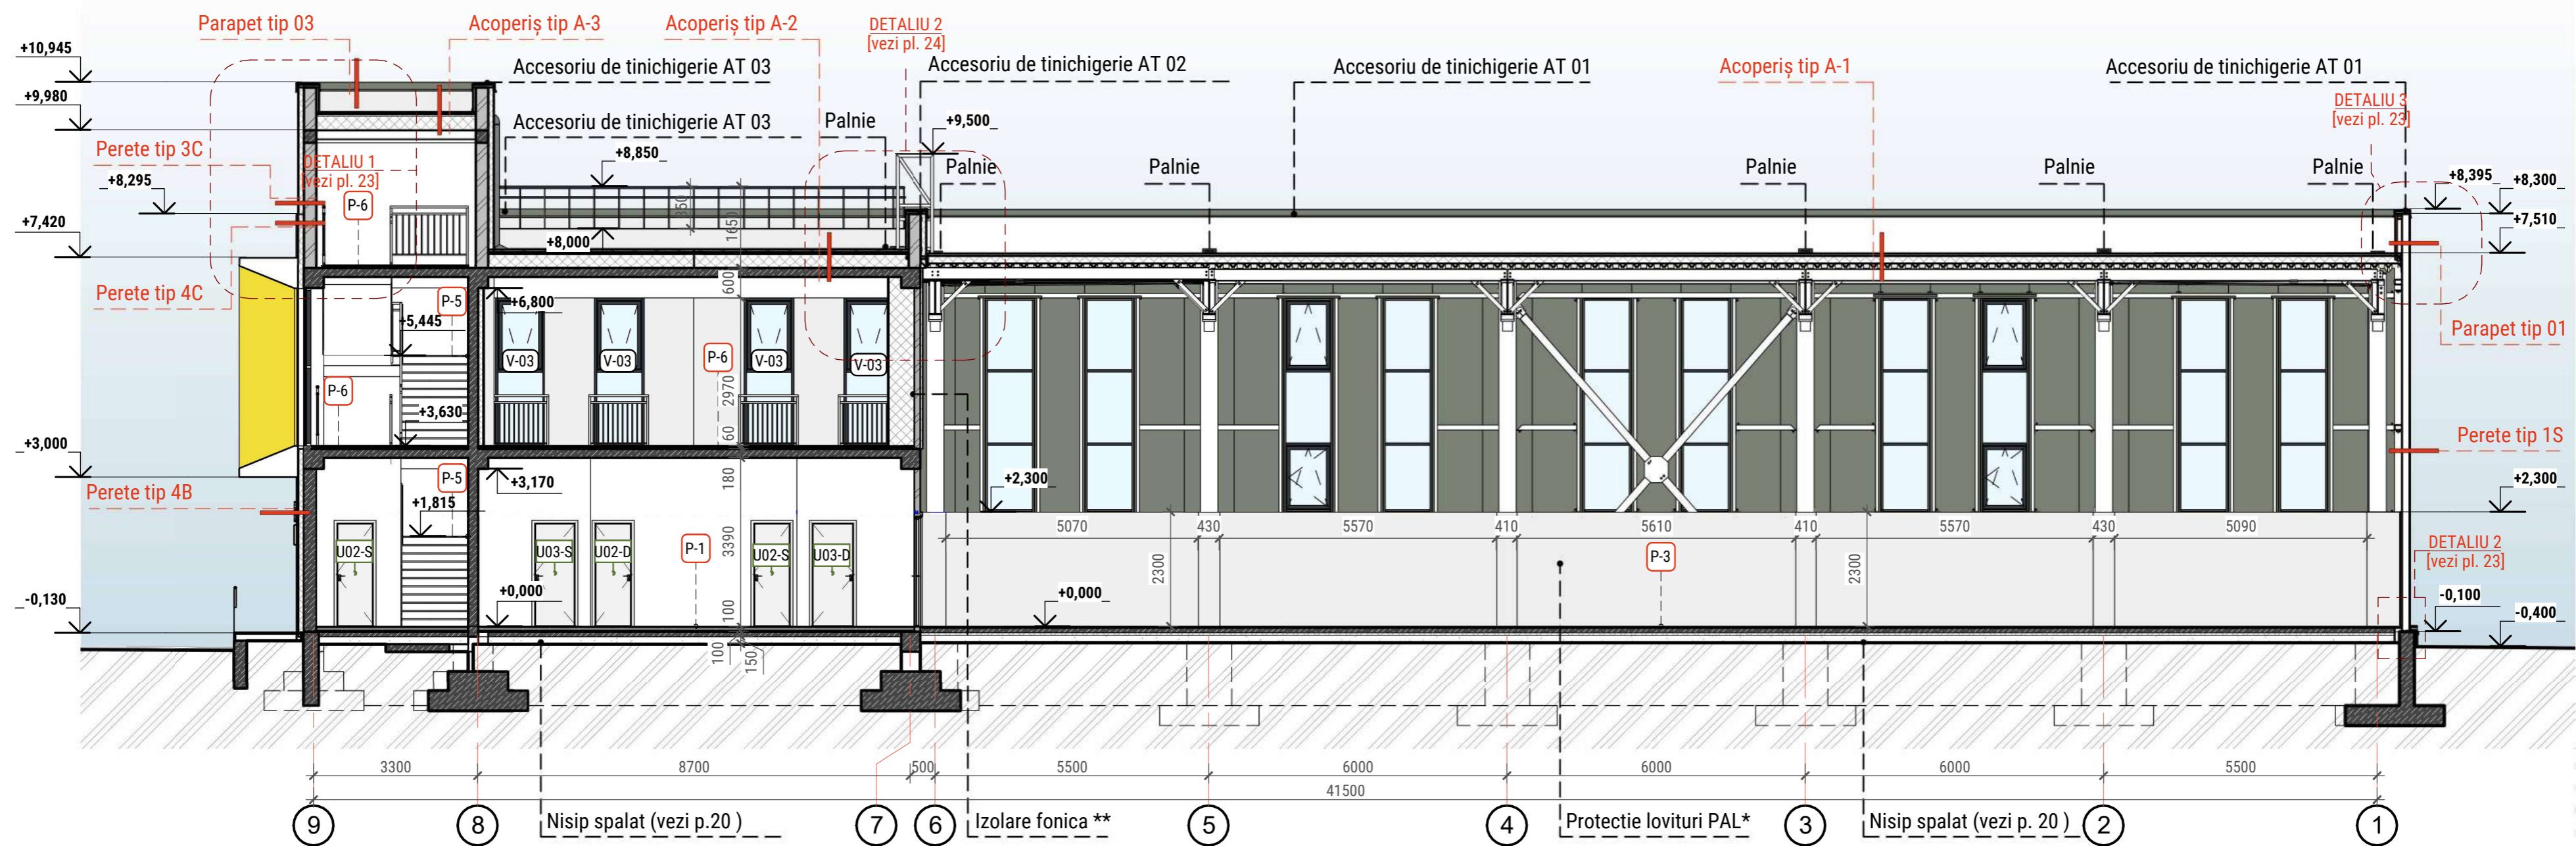 Parapet tip 03
Acoperiș tip A-3
Acoperiș tip A-2
DETALIU 2
[vezi pl. 24]
+10,945
Accesoriu de tinichigerie AT 03
Accesoriu de tinichigerie AT 02
Accesoriu de tinichigerie AT 01
Acoperiș tip A-1
Accesoriu de tinichigerie AT 01
+9,980
DETALIU 3
[vezi pl. 23]
Accesoriu de tinichigerie AT 03
Palnie
+9,500
Perete tip 3C
DETALIU 1
[vezi pl. 23]
+8,850
Palnie
Palnie
Palnie
Palnie
Palnie
+8,295
P-6
+8,395
+8,300
+7,420
850
1650
+8,000
+7,510
Perete tip 4C
P-5
+6,800
600
+5,445
Parapet tip 01
V-03
V-03
P-6
V-03
V-03
P-6
2970
+3,630
60
+3,000
Perete tip 1S
P-5
+3,170
180
+2,300
+2,300
Perete tip 4B
+1,815
5070
430
5570
410
5610
410
5570
430
5090
U02-S
U03-S
U02-D
P-1
3390
U02-S
U03-D
2300
P-3
2300
DETALIU 2
[vezi pl. 23]
-0,130
+0,000
100
+0,000
-0,100
-0,400
100
150
3300
8700
500
5500
6000
6000
6000
5500
41500
9
8
Nisip spalat (vezi p.20 )
7
6
Izolare fonica **
5
4
Protectie lovituri PAL*
3
Nisip spalat (vezi p. 20 )
2
1